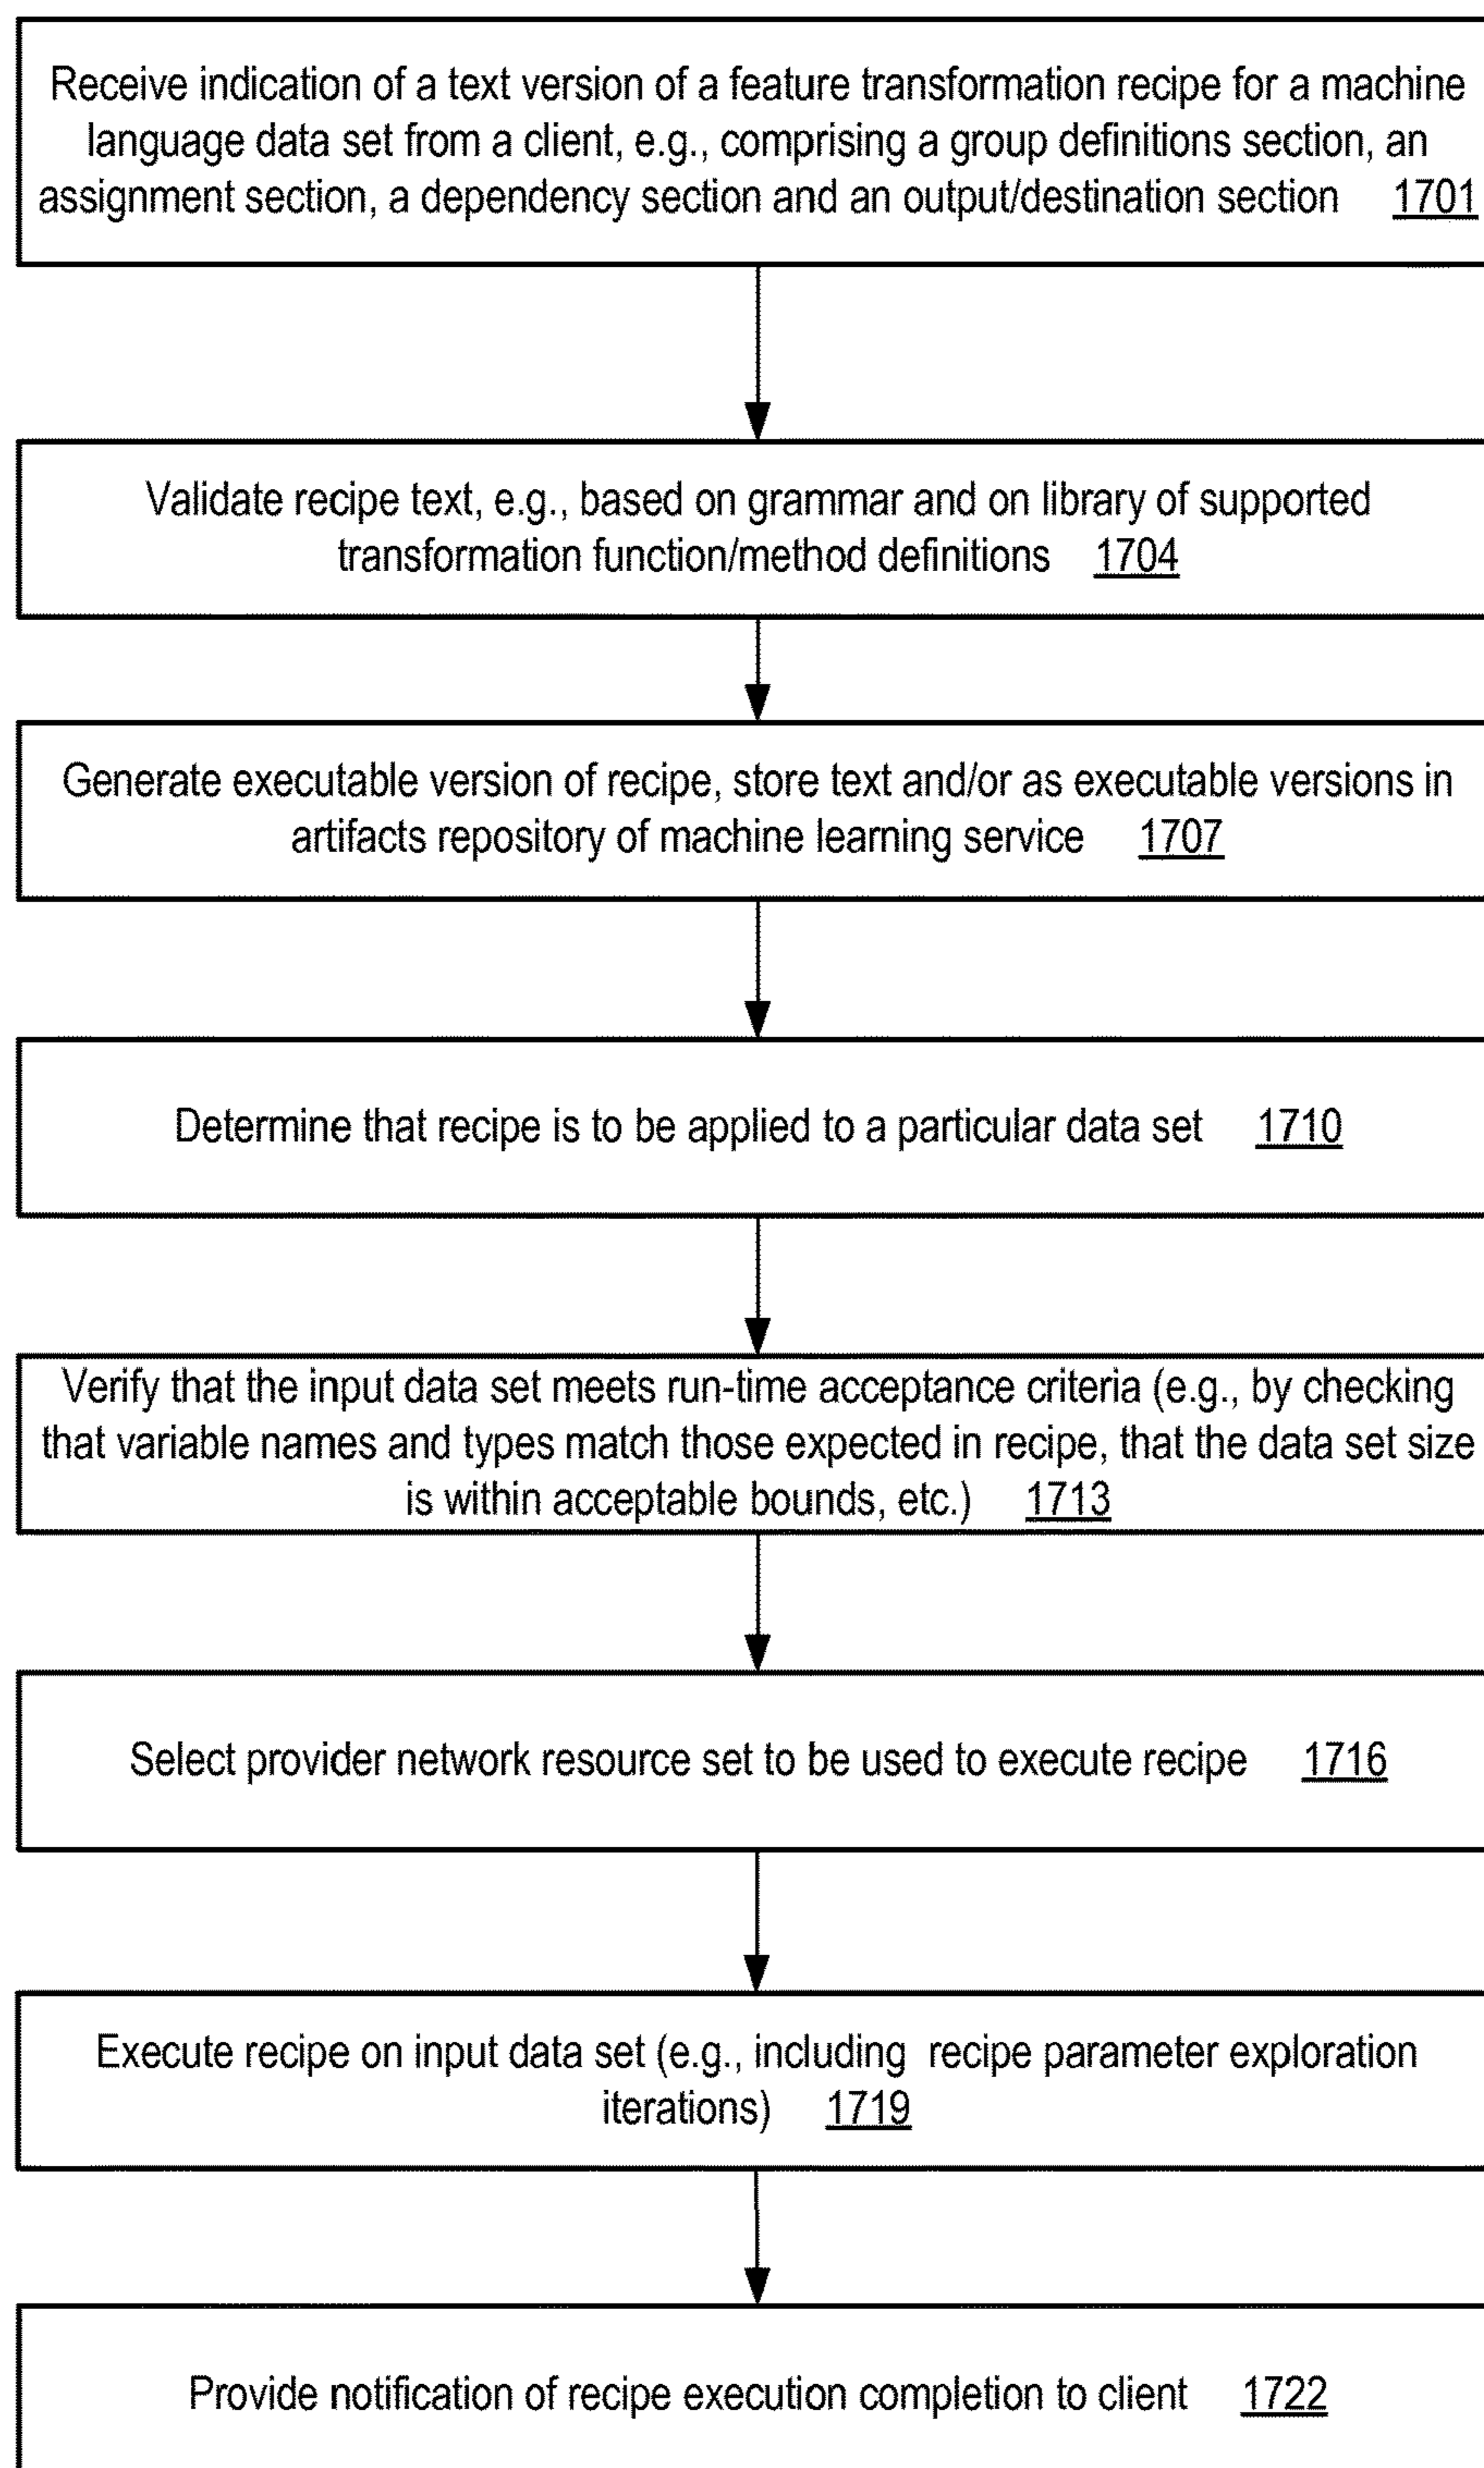 Receive indication of a text version of a feature transformation recipe for a machine
language data set from a client, e.g., comprising a group definitions section, an
assignment section, a dependency section and an output/destination section 1701
Validate recipe text, e.g., based on grammar and on library of supported
transformation function/method definitions 1704
Generate executable version of recipe, store text and/or as executable versions in
artifacts repository of machine learning service 1707
Determine that recipe is to be applied to a particular data set 1710
Verify that the input data set meets run-time acceptance criteria (e.g., by checking
that variable names and types match those expected in recipe, that the data set size
is within acceptable bounds, etc.) 1713
Select provider network resource set to be used to execute recipe 1716
Execute recipe on input data set (e.g., including recipe parameter exploration
iterations) 1719
Provide notification of recipe execution completion to client 1722